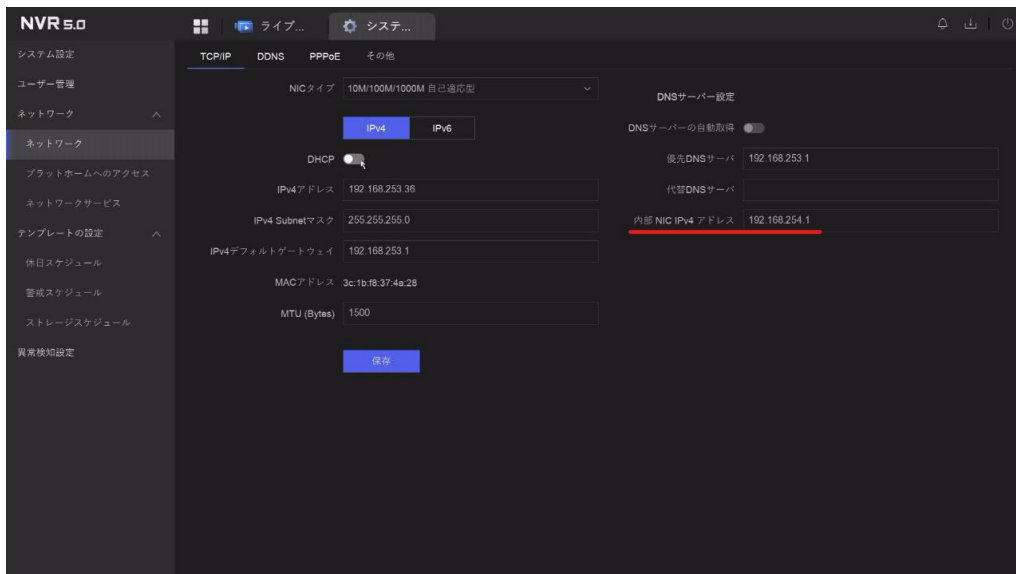 NVR 5.0
ライブ...
システ...
システム設定
ユーザー管理
ネットワーク
ネットワーク
プラットホームへのアクセス
ネットワークサービス
テンプレートの設定
休日スケジュール
警戒スケジュール
ストレージスケジュール
異常検知設定
TCP/IP DDNS PPPoE その他
NICタイプ 10M/100M/1000M 自己適応型
IPv4 IPv6
DHCP
IPv4アドレス 192.168.253.36
IPv4 Subnetマスク 255.255.255.0
IPv4デフォルトゲートウェイ 192.168.253.1
MACアドレス 3c:1b:f8:37:4a:28
MTU (Bytes) 1500
保存
DNSサーバー設定
DNSサーバーの自動取得
優先DNSサーバ 192.168.253.1
代替DNSサーバ
内部 NIC IPv4 アドレス 192.168.254.1